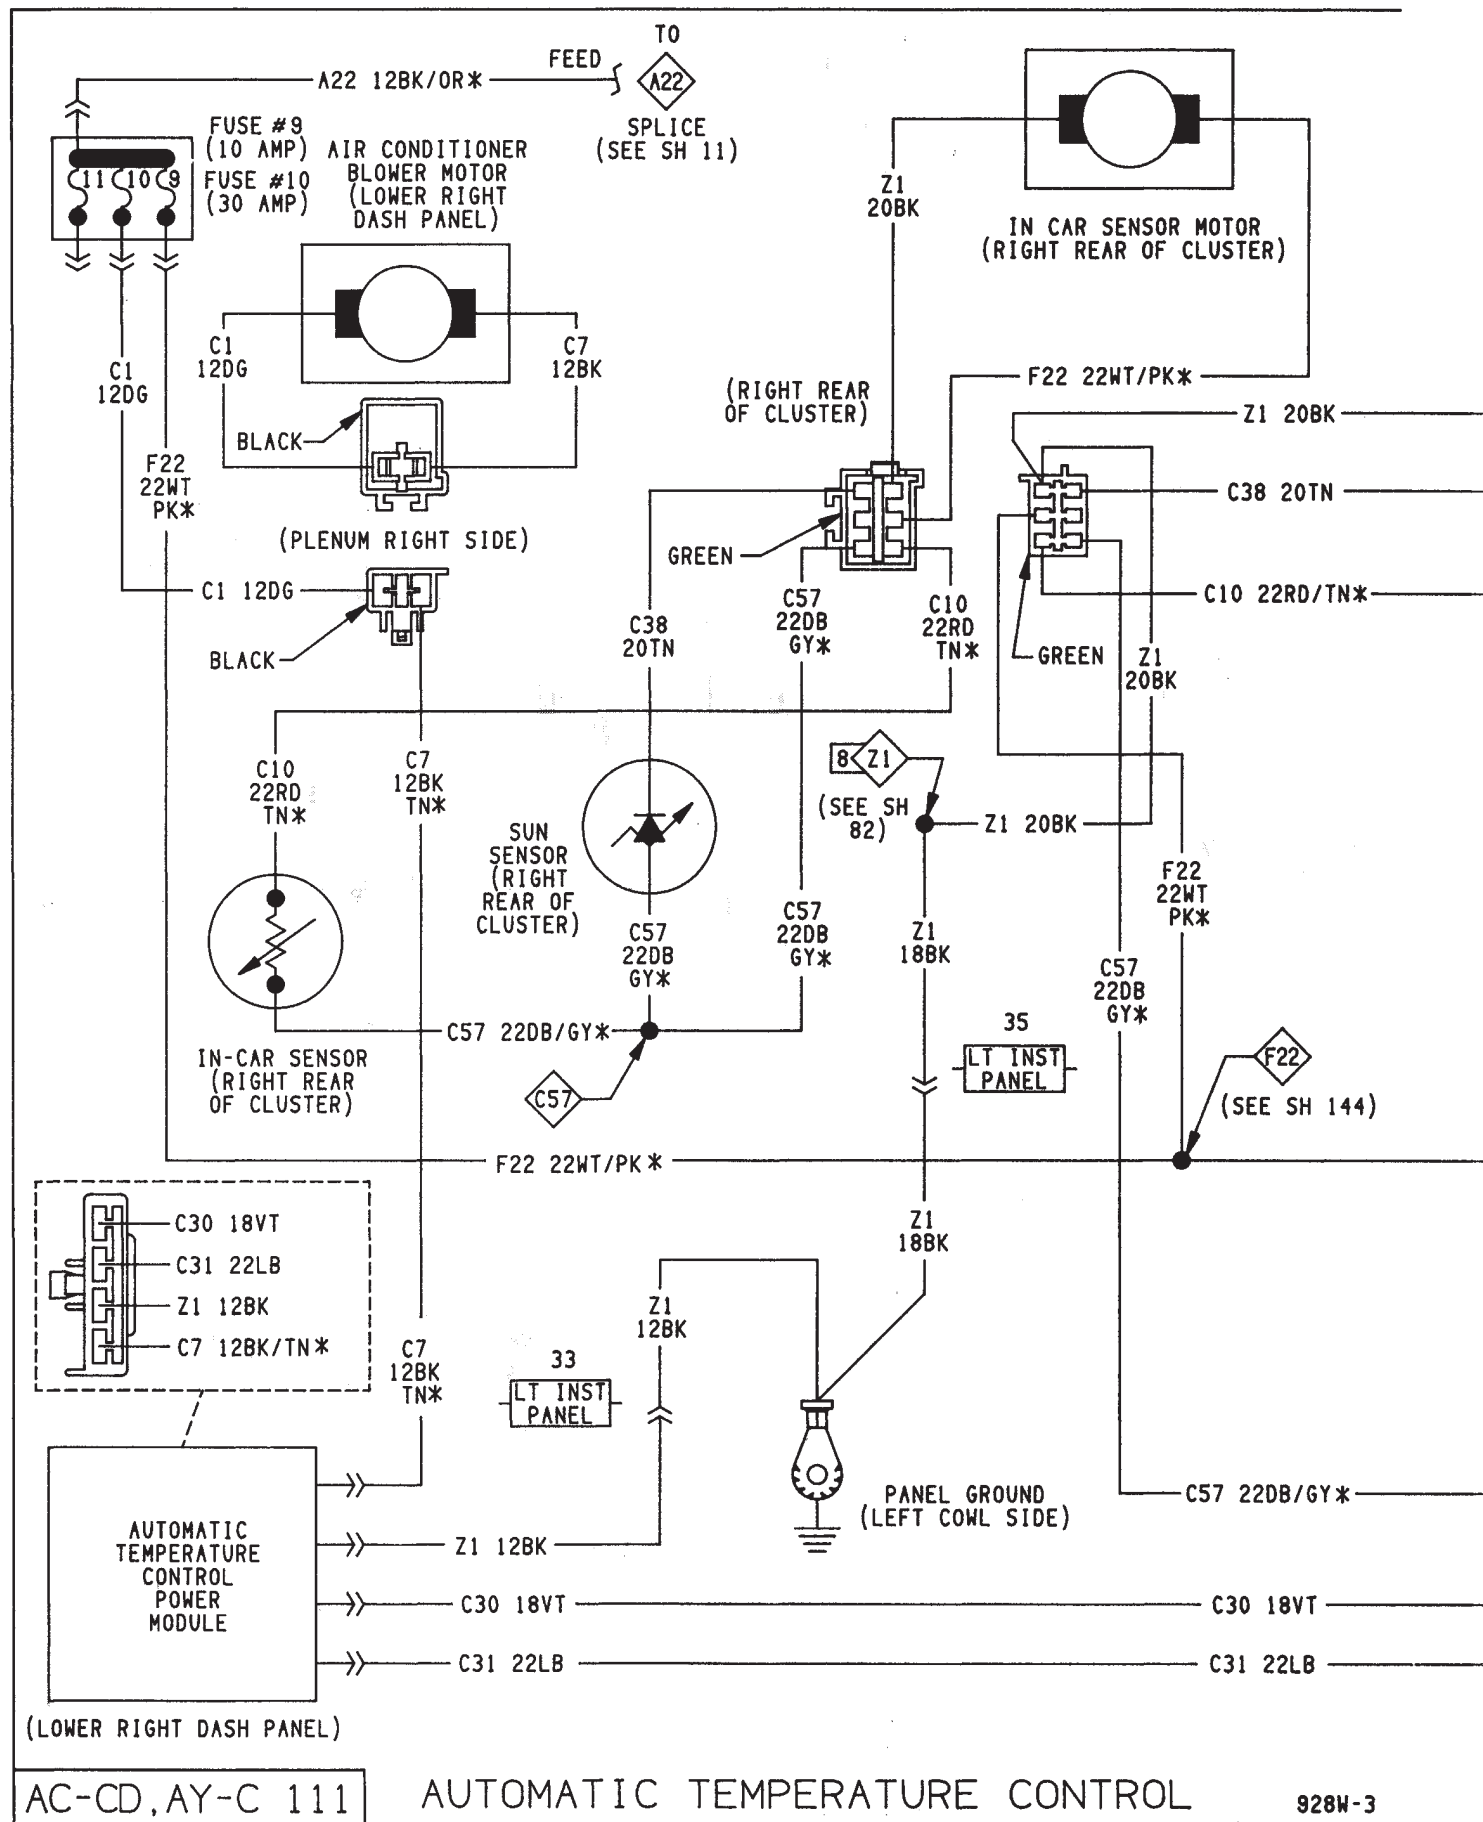 TO
FEED
A22 12BK/OR*
A22
SPLICE
(SEE SH 11)
FUSE #9
(10 AMP)
FUSE #10
(30 AMP)
11 10 9
AIR CONDITIONER
BLOWER MOTOR
(LOWER RIGHT
DASH PANEL)
Z1
20BK
IN CAR SENSOR MOTOR
(RIGHT REAR OF CLUSTER)
C1
12DG
C1
12DG
C7
12BK
F22 22WT/PK*
(RIGHT REAR
OF CLUSTER)
Z1 20BK
BLACK
F22
22WT
PK*
C38 20TN
(PLENUM RIGHT SIDE)
GREEN
C1 12DG
C57
22DB
GY*
C10
22RD
TN*
C10 22RD/TN*
C38
20TN
BLACK
GREEN
Z1
20BK
C10
22RD
TN*
C7
12BK
TN*
8
Z1
(SEE SH
82)
Z1 20BK
SUN
SENSOR
(RIGHT
REAR OF
CLUSTER)
F22
22WT
PK*
C57
22DB
GY*
C57
22DB
GY*
Z1
18BK
C57
22DB
GY*
C57 22DB/GY*
35
LT INST
PANEL
IN-CAR SENSOR
(RIGHT REAR
OF CLUSTER)
C57
F22
(SEE SH 144)
F22 22WT/PK*
C30 18VT
C31 22LB
Z1 12BK
C7 12BK/TN*
Z1
18BK
Z1
12BK
C7
12BK
TN*
33
LT INST
PANEL
PANEL GROUND
(LEFT COWL SIDE)
C57 22DB/GY*
AUTOMATIC
TEMPERATURE
CONTROL
POWER
MODULE
Z1 12BK
C30 18VT
C30 18VT
C31 22LB
C31 22LB
(LOWER RIGHT DASH PANEL)
AC-CD,AY-C 111
AUTOMATIC TEMPERATURE CONTROL
928W-3